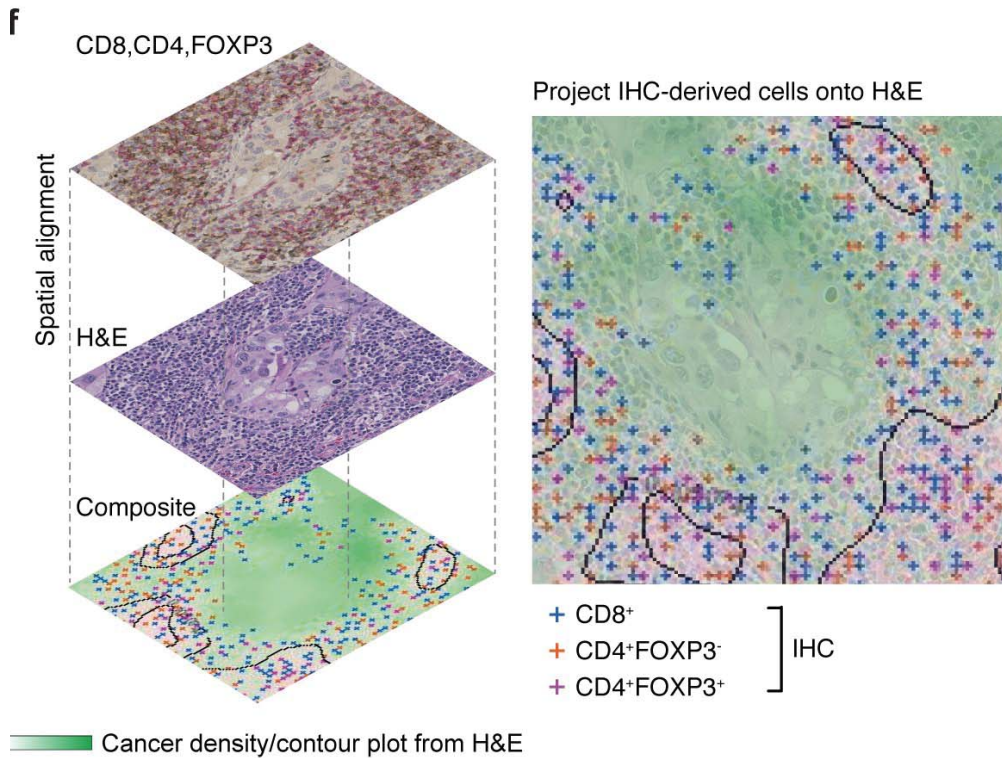 f
CD8,CD4,FOXP3
Project IHC-derived cells onto H&E
Spatial alignment
H&E
Composite
CD8⁺
CD4⁺FOXP3⁻
CD4⁺FOXP3⁺
IHC
Cancer density/contour plot from H&E